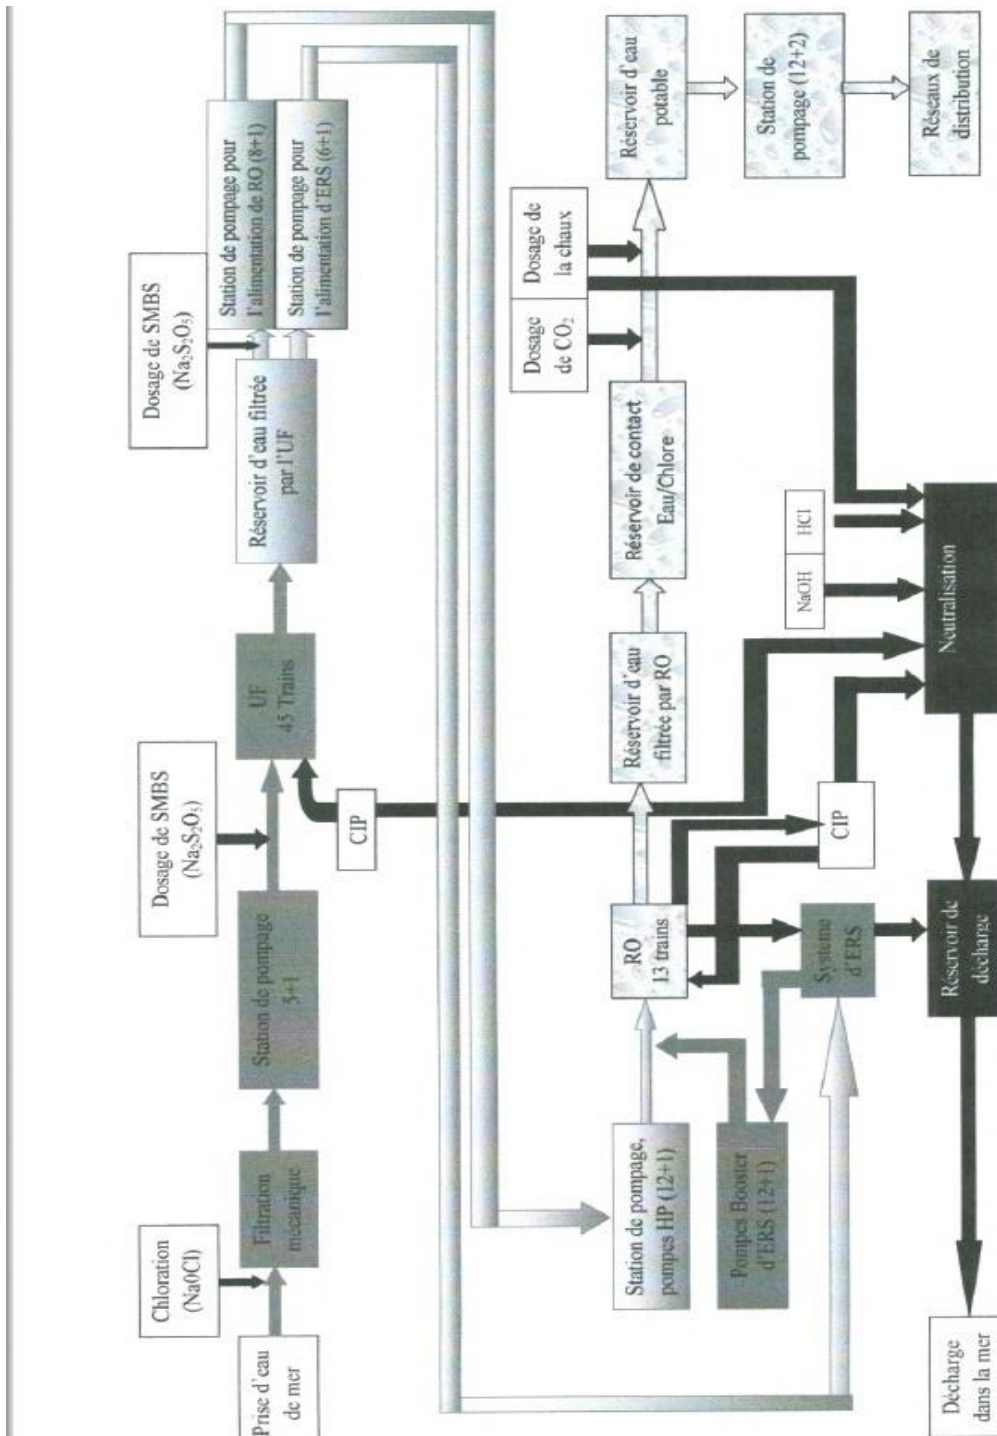 Prise d'eau
de mer
Chloration
(Na0Cl)
Filtration
mécanique
Station de pompage
5+1
Dosage de SMBS
(Na₂S₂O₅)
UF
45 Trains
CIP
Réservoir d'eau filtrée
par l'UF
Dosage de SMBS
(Na₂S₂O₅)
Station de pompage pour
l'alimentation de RO (8+1)
Station de pompage pour
l'alimentation d'ERS (6+1)
Station de pompage,
pompes HP (12+1)
Pompes Booster
d'ERS (12+1)
RO
13 trains
Système
d'ERS
CIP
Réservoir d'eau
filtrée par RO
Réservoir de contact
Eau/Chlore
Dosage
de CO₂
Dosage de
la chaux
Réservoir d'eau
potable
Station de
pompage (12+2)
Réseaux de
distribution
NaOH
HCl
Neutralisation
Réservoir de
décharge
Décharge
dans la mer